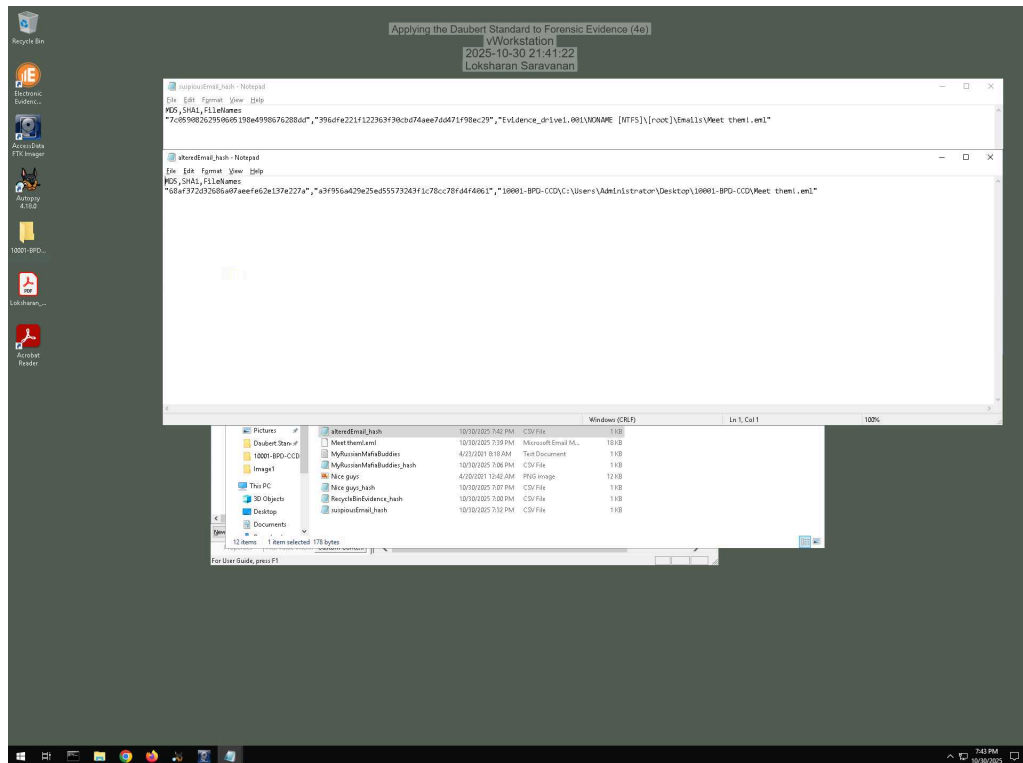 Recycle Bin
Applying the Daubert Standard to Forensic Evidence (4e)
vWorkstation
2025-10-30 21:41:22
Loksharan Saravanan
Electronic
Evidenc...
AccessData
FTK Imager
Autopsy
4.19.0
10001-BPD...
PDF
Loksharan_...
Acrobat
Reader
suspiousEmail_hash - Notepad
File Edit Format View Help
MD5,SHA1,FileNames
"7c05908262950605198e4998676288dd","396dfe221f122363f30cbd74aee7dd471f98ec29","Evidence_drive1.001\NONAME [NTFS]\[root]\Emails\Meet them!.eml"
alteredEmail_hash - Notepad
File Edit Format View Help
MD5,SHA1,FileNames
"68af372d32686a07aeefe62e137e227a","a3f956a429e25ed55573243f1c78cc78fd4f4061","10001-BPD-CCD\C:\Users\Administrator\Desktop\10001-BPD-CCD\Meet them!.eml"
Windows (CRLF) Ln 1, Col 1 100%
Pictures
Daubert Stan
10001-BPD-CCD
Image1
This PC
3D Objects
Desktop
Documents
alteredEmail_hash 10/30/2025 7:42 PM CSV File 1 KB
Meet them!.eml 10/30/2025 7:39 PM Microsoft Email M... 18 KB
MyRussianMafiaBuddies 4/23/2021 8:18 AM Text Document 1 KB
MyRussianMafiaBuddies_hash 10/30/2025 7:06 PM CSV File 1 KB
Nice guys 4/20/2021 12:42 AM PNG image 12 KB
Nice guys_hash 10/30/2025 7:07 PM CSV File 1 KB
RecycleBinEvidence_hash 10/30/2025 7:00 PM CSV File 1 KB
suspiousEmail_hash 10/30/2025 7:32 PM CSV File 1 KB
New
12 items 1 item selected 178 bytes
For User Guide, press F1
7:43 PM
10/30/2025